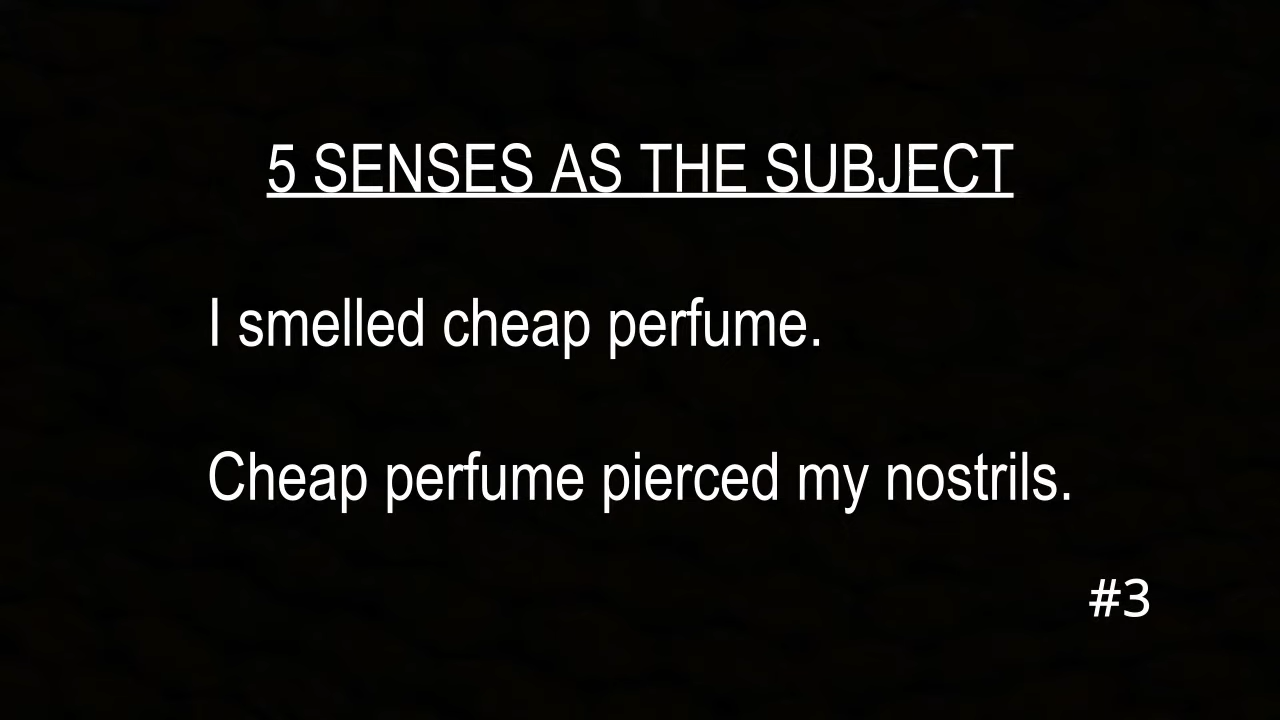 5 SENSES AS THE SUBJECT
I smelled cheap perfume.
Cheap perfume pierced my nostrils.
#3